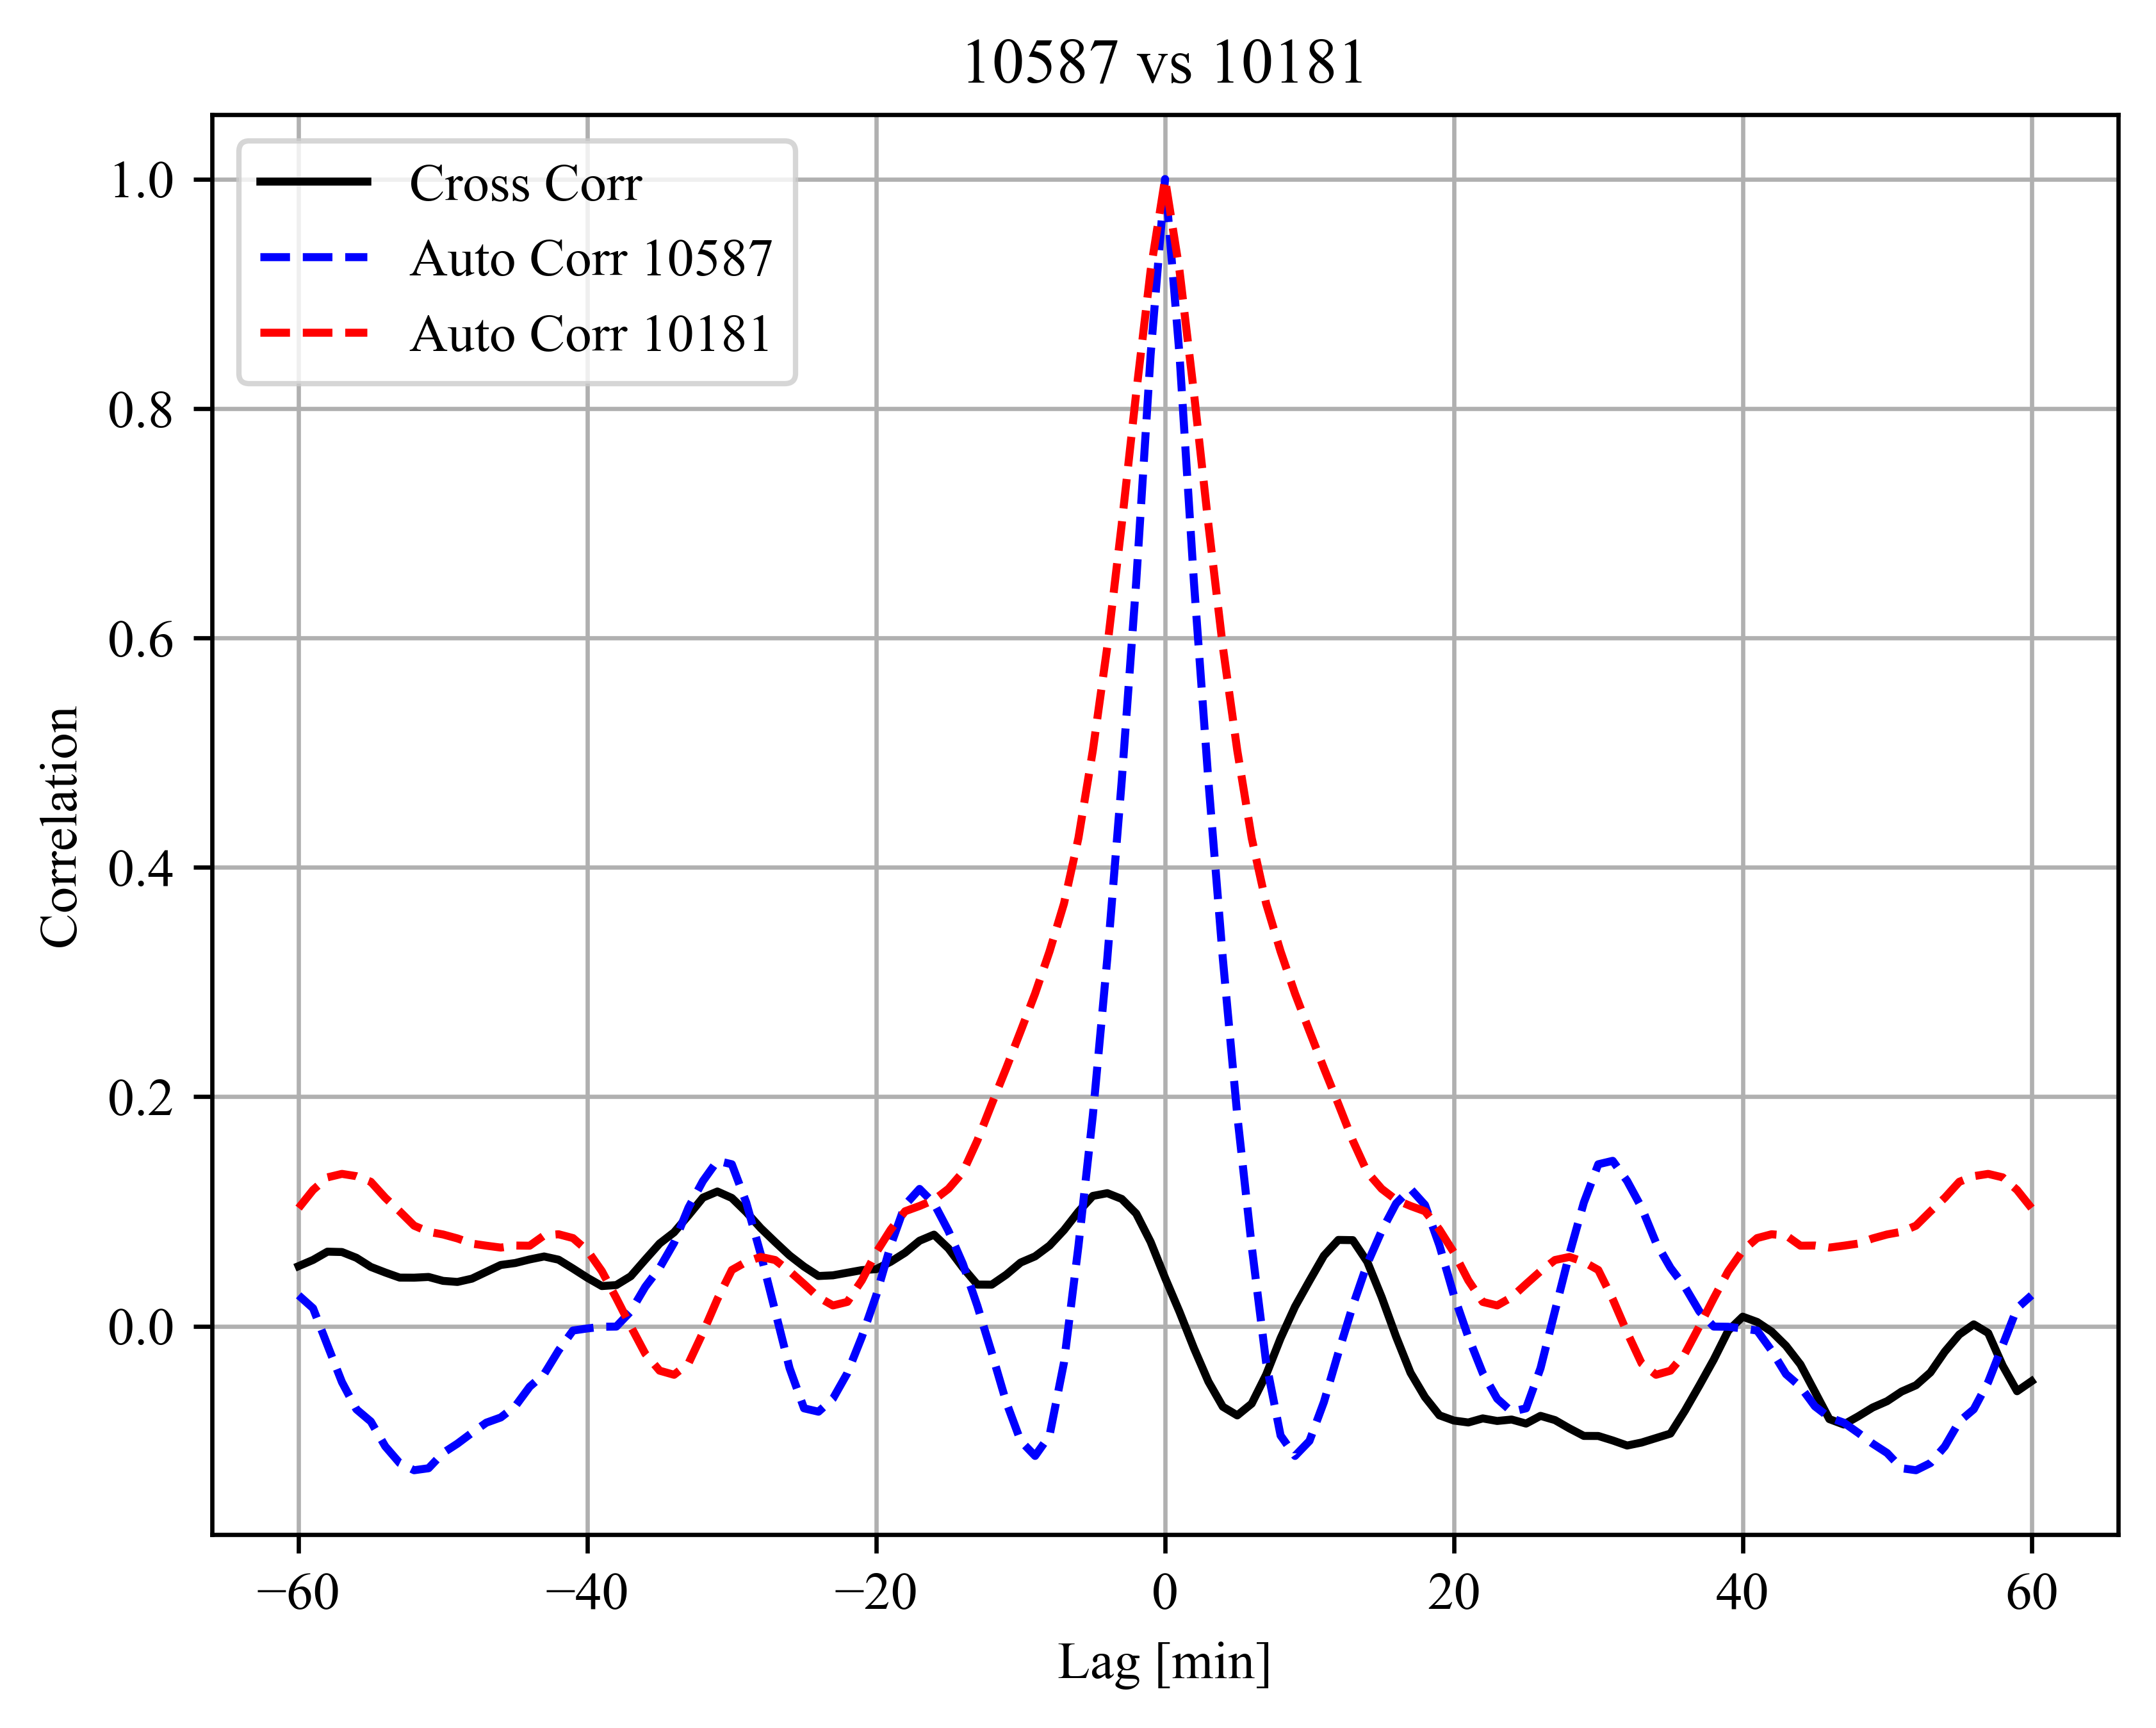 10587 vs 10181
Cross Corr
Auto Corr 10587
Auto Corr 10181
1.0
0.8
0.6
0.4
0.2
0.0
Correlation
−60
−40
−20
0
20
40
60
Lag [min]